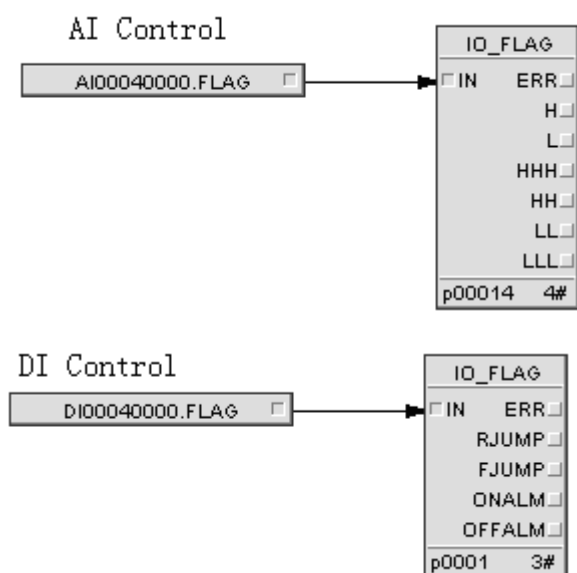 AI Control
IO_FLAG
AI00040000.FLAG
IN ERR
H
L
HHH
HH
LL
LLL
p00014 4#
DI Control
IO_FLAG
DI00040000.FLAG
IN ERR
RJUMP
FJUMP
ONALM
OFFALM
p0001 3#